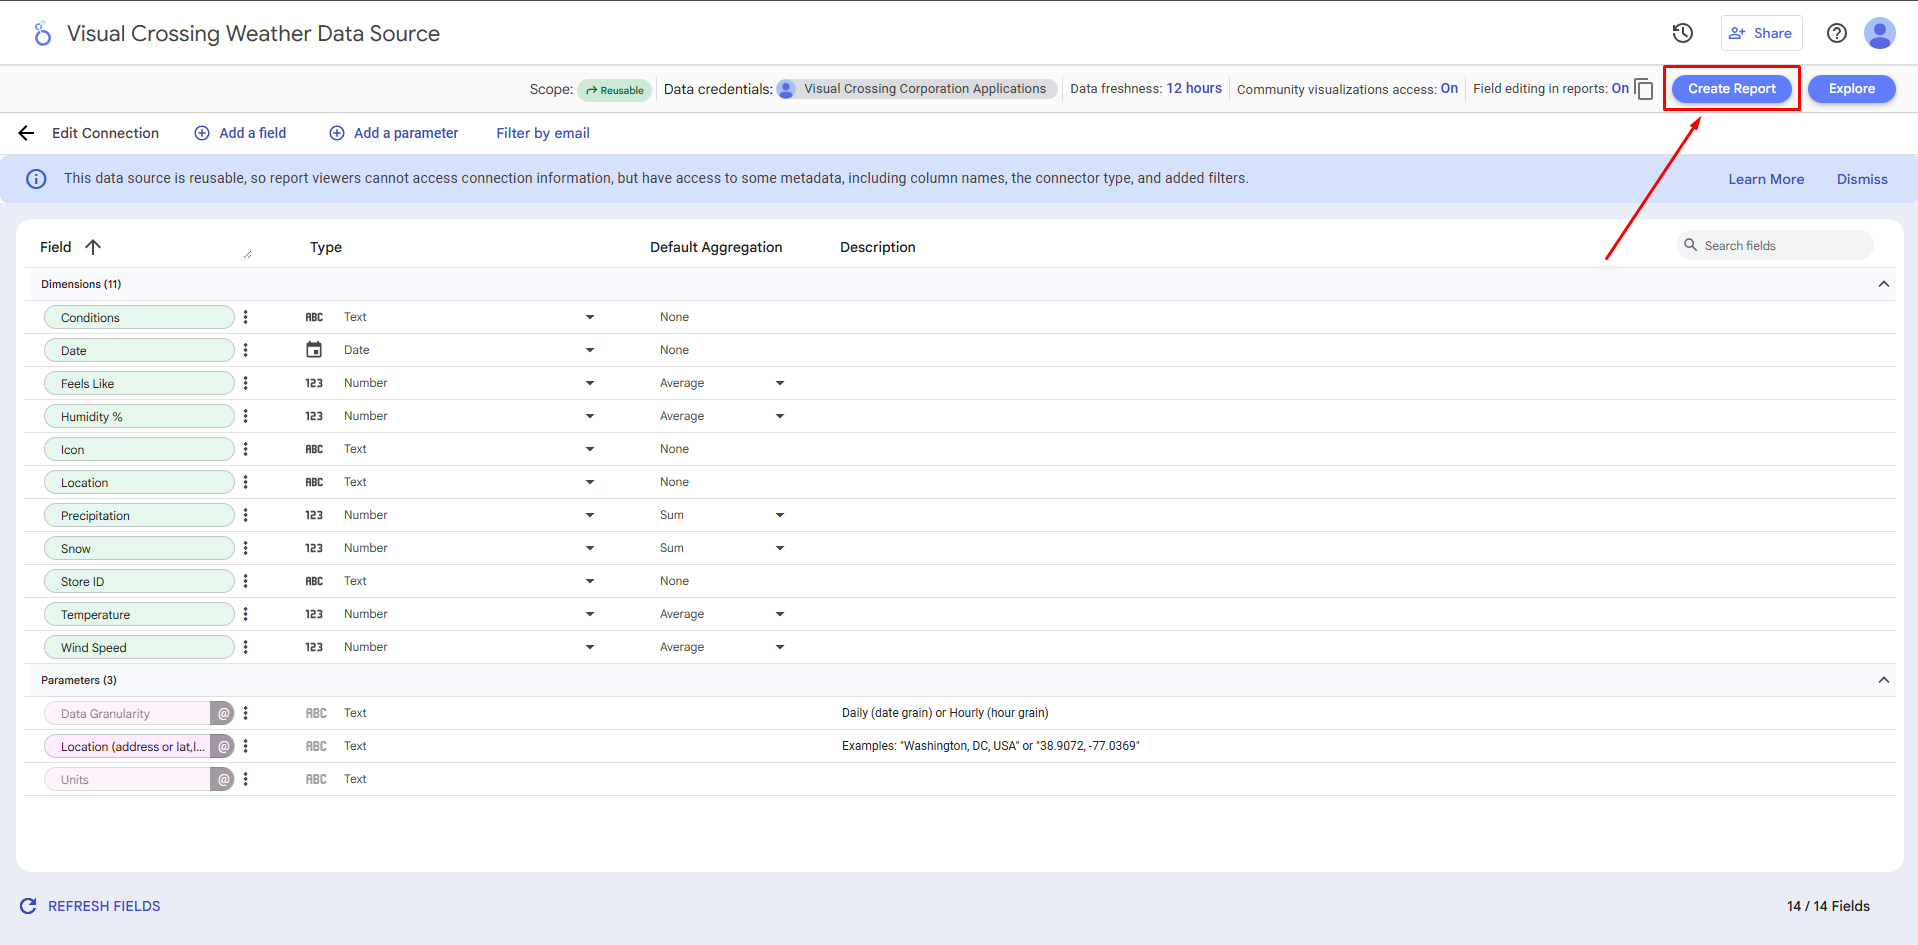 Visual Crossing Weather Data Source
Share
Scope: Reusable Data credentials: Visual Crossing Corporation Applications Data freshness: 12 hours Community visualizations access: On Field editing in reports: On Create Report Explore
Edit Connection Add a field Add a parameter Filter by email
This data source is reusable, so report viewers cannot access connection information, but have access to some metadata, including column names, the connector type, and added filters. Learn More Dismiss
Field Type Default Aggregation Description Search fields
Dimensions (11)
Conditions ABC Text None
Date Date None
Feels Like 123 Number Average
Humidity % 123 Number Average
Icon ABC Text None
Location ABC Text None
Precipitation 123 Number Sum
Snow 123 Number Sum
Store ID ABC Text None
Temperature 123 Number Average
Wind Speed 123 Number Average
Parameters (3)
Data Granularity @ ABC Text Daily (date grain) or Hourly (hour grain)
Location (address or lat,l... @ ABC Text Examples: "Washington, DC, USA" or "38.9072, -77.0369"
Units @ ABC Text
REFRESH FIELDS 14 / 14 Fields